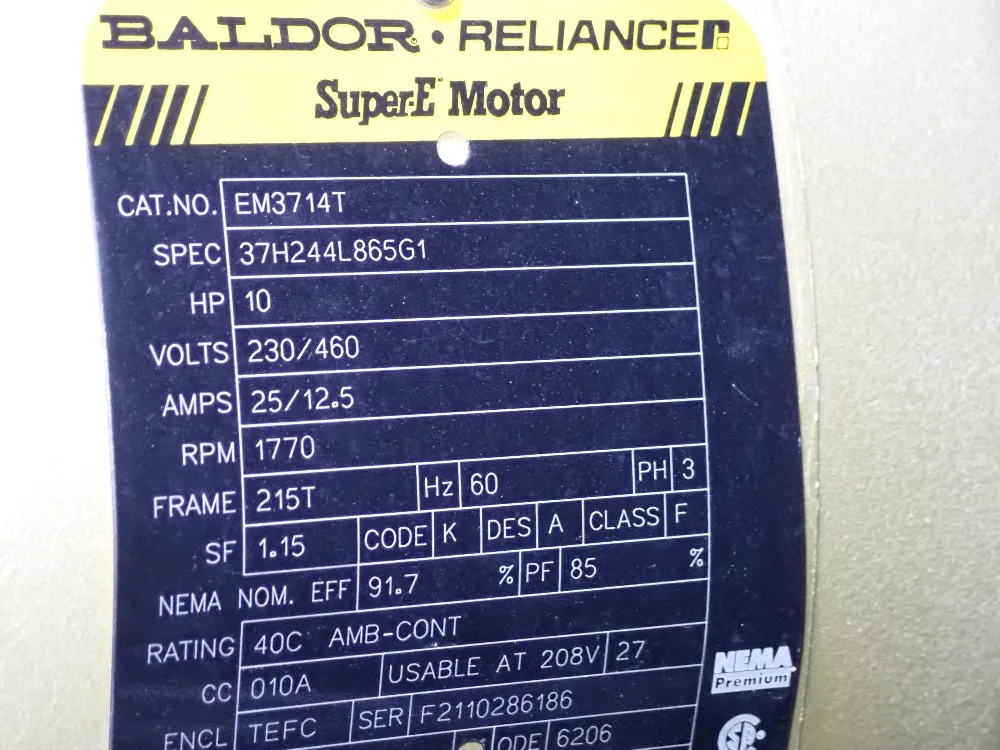 BALDOR • RELIANCE
Super-E Motor
CAT.NO. EM3714T
SPEC 37H244L865G1
HP 10
VOLTS 230/460
AMPS 25/12.5
RPM 1770
FRAME 215T Hz 60 PH 3
SF 1.15 CODE K DES A CLASS F
NEMA NOM. EFF 91.7 % PF 85 %
RATING 40C AMB-CONT
CC 010A USABLE AT 208V 27
NEMA
Premium
ENCL TEFC SER F2110286186
6206